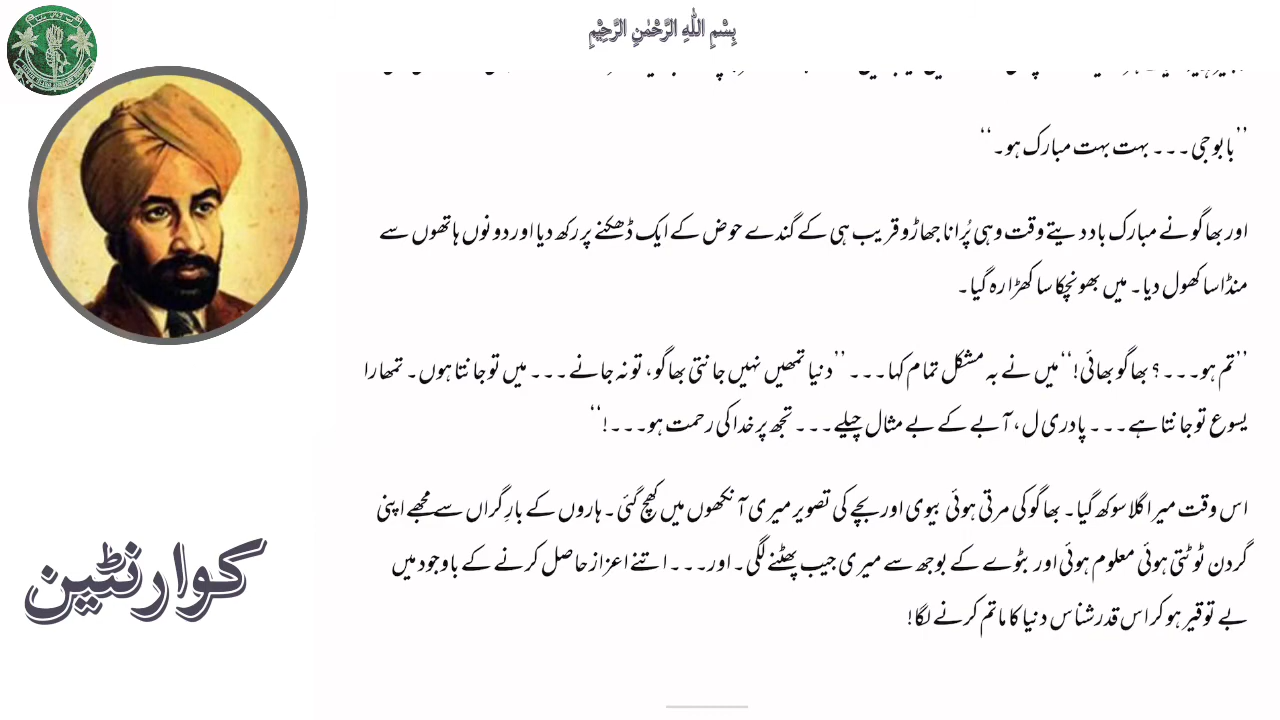 بِسْمِ اللهِ الرَّحْمٰنِ الرَّحِيْمِ
’’بابوجی۔۔۔ بہت بہت مبارک ہو۔‘‘
اور بھاگو نے مبارک باد دیتے وقت وہی پُرانا جھاڑو قریب ہی کے گندے حوض کے ایک ڈھکنے پر رکھ دیا اور دونوں ہاتھوں سے
منڈاسا کھول دیا۔ میں بھونچکا سا کھڑا رہ گیا۔
’’تم ہو۔۔۔؟ بھاگو بھائی!‘‘ میں نے بہ مشکل تمام کہا۔۔۔ ’’دنیا تمھیں نہیں جانتی بھاگو، تو نہ جانے۔۔۔ میں تو جانتا ہوں۔ تمھارا
یسوع تو جانتا ہے۔۔۔ پادری ل، آبے کے بے مثال چیلے۔۔۔ تجھ پر خدا کی رحمت ہو۔۔۔!‘‘
اس وقت میرا گلا سوکھ گیا۔ بھاگو کی مرتی ہوئی بیوی اور بچے کی تصویر میری آنکھوں میں کھچ گئی۔ ہاروں کے بارِگراں سے مجھے اپنی
گردن ٹوٹتی ہوئی معلوم ہوئی اور بٹوے کے بوجھ سے میری جیب پھٹنے لگی۔ اور۔۔۔ اتنے اعزاز حاصل کرنے کے باوجود میں
بے توقیر ہو کر اس قدرشناس دنیا کا ماتم کرنے لگا!
کوارنٹین